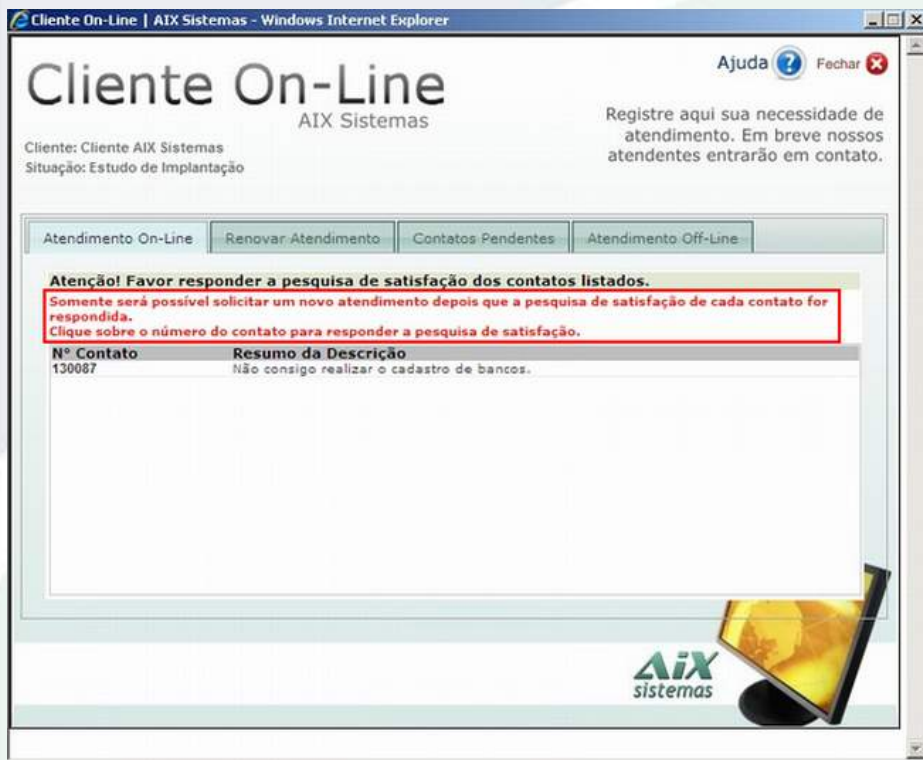 Cliente On-Line | AIX Sistemas - Windows Internet Explorer
Ajuda ? Fechar
Cliente On-Line
AIX Sistemas
Registre aqui sua necessidade de
atendimento. Em breve nossos
atendentes entrarão em contato.
Cliente: Cliente AIX Sistemas
Situação: Estudo de Implantação
Atendimento On-Line Renovar Atendimento Contatos Pendentes Atendimento Off-Line
Atenção! Favor responder a pesquisa de satisfação dos contatos listados.
Somente será possível solicitar um novo atendimento depois que a pesquisa de satisfação de cada contato for
respondida.
Clique sobre o número do contato para responder a pesquisa de satisfação.
Nº Contato Resumo da Descrição
130087 Não consigo realizar o cadastro de bancos.
AiX
sistemas